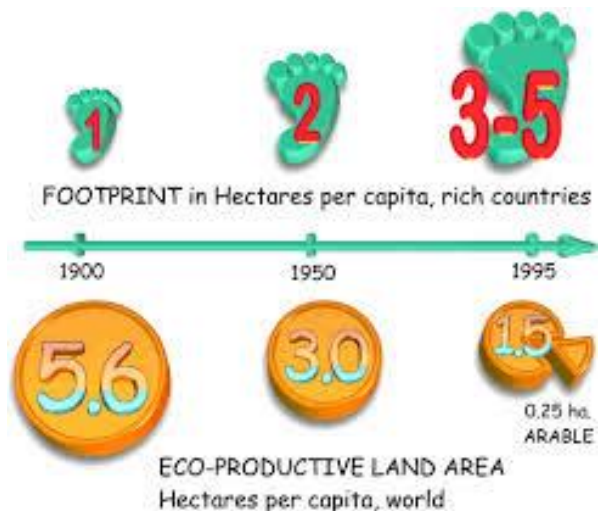 1 2 3-5
FOOTPRINT in Hectares per capita, rich countries
1900 1950 1995
5.6 3.0 1.5
0.25 ha.
ARABLE
ECO-PRODUCTIVE LAND AREA
Hectares per capita, world